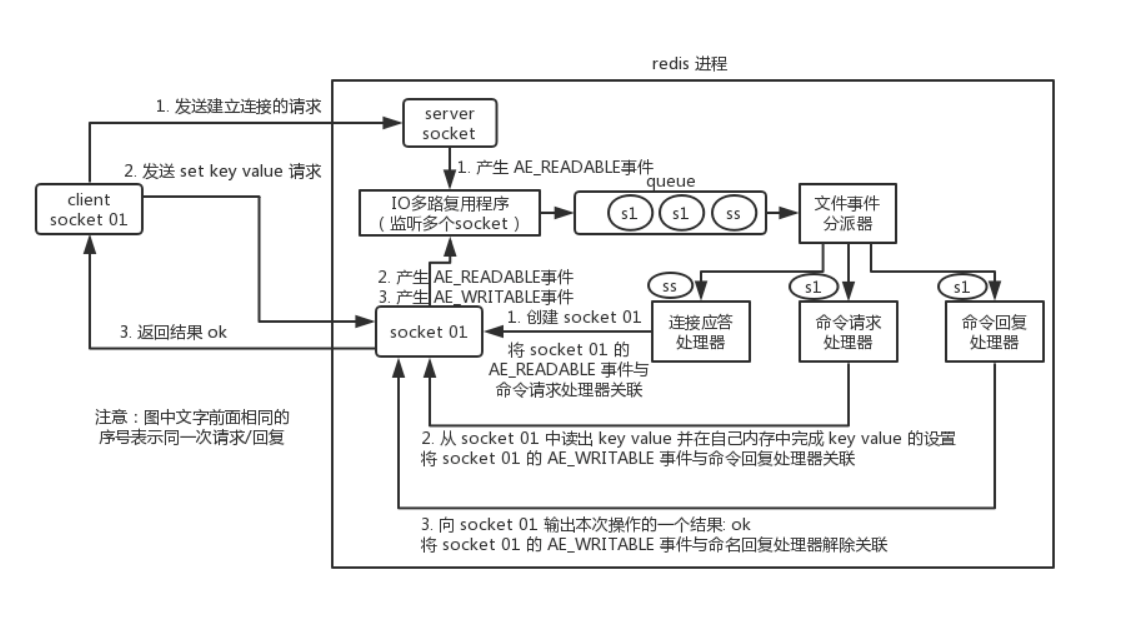 redis 进程
1. 发送建立连接的请求
server
socket
2. 发送 set key value 请求
1. 产生 AE_READABLE事件
queue
client
socket 01
IO多路复用程序
（监听多个socket）
s1
s1
ss
文件事件
分派器
2. 产生 AE_READABLE事件
3. 产生 AE_WRITABLE事件
ss
s1
s1
3. 返回结果 ok
socket 01
1. 创建 socket 01
将 socket 01 的
AE_READABLE 事件与
命令请求处理器关联
连接应答
处理器
命令请求
处理器
命令回复
处理器
注意：图中文字前面相同的
序号表示同一次请求/回复
2. 从 socket 01 中读出 key value 并在自己内存中完成 key value 的设置
将 socket 01 的 AE_WRITABLE 事件与命令回复处理器关联
3. 向 socket 01 输出本次操作的一个结果: ok
将 socket 01 的 AE_WRITABLE 事件与命名回复处理器解除关联